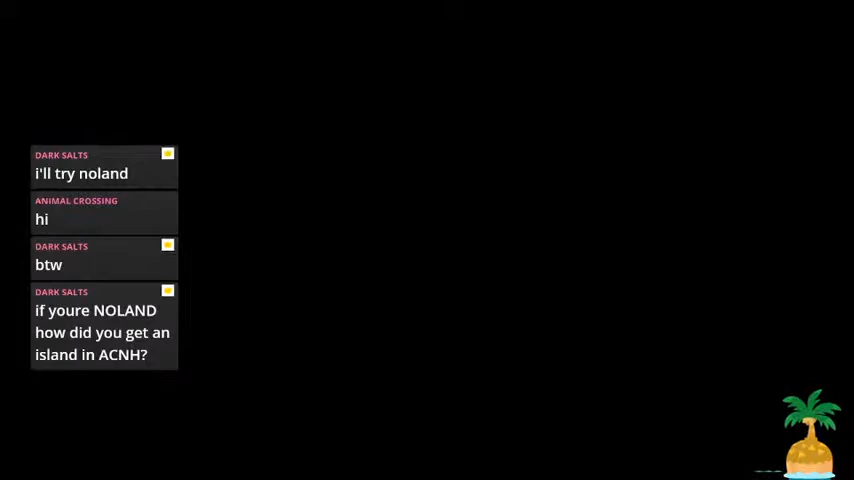 DARK SALTS
i'll try noland
ANIMAL CROSSING
hi
DARK SALTS
btw
DARK SALTS
if youre NOLAND
how did you get an
island in ACNH?